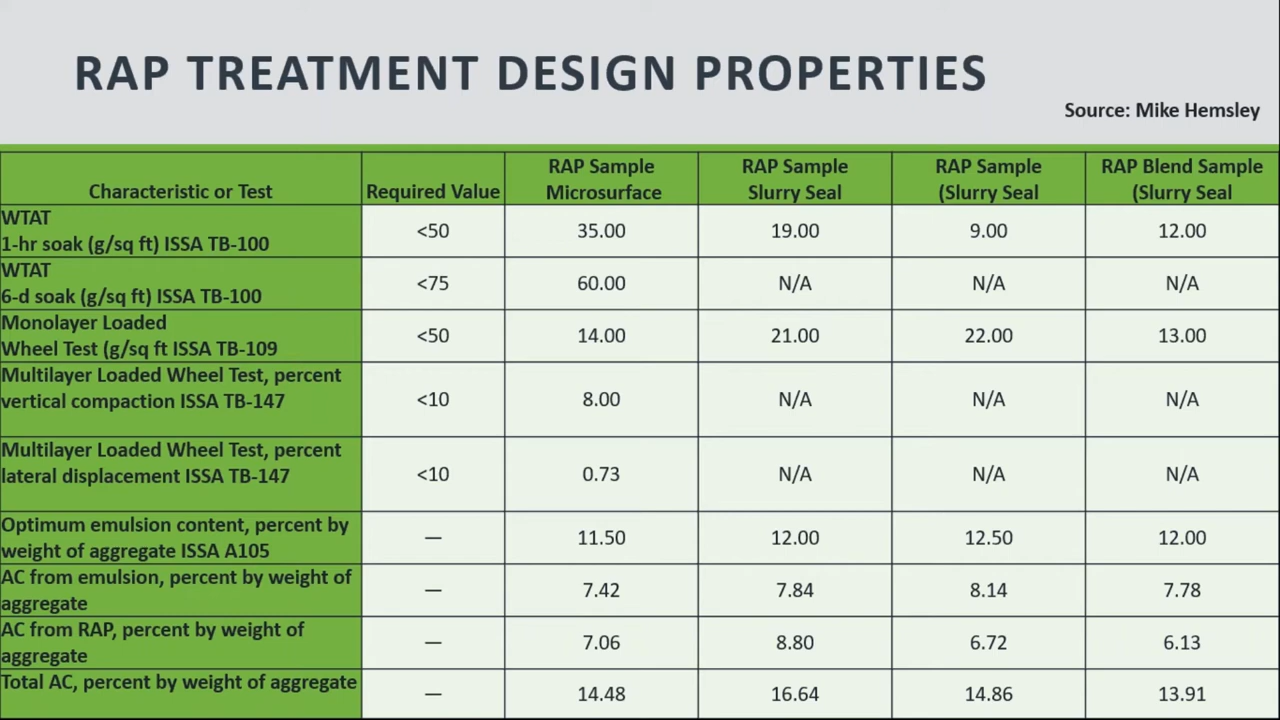 RAP TREATMENT DESIGN PROPERTIES
Source: Mike Hemsley
Characteristic or Test
Required Value
RAP Sample
Microsurface
RAP Sample
Slurry Seal
RAP Sample
(Slurry Seal
RAP Blend Sample
(Slurry Seal
WTAT
1-hr soak (g/sq ft) ISSA TB-100
<50
35.00
19.00
9.00
12.00
WTAT
6-d soak (g/sq ft) ISSA TB-100
<75
60.00
N/A
N/A
N/A
Monolayer Loaded
Wheel Test (g/sq ft ISSA TB-109
<50
14.00
21.00
22.00
13.00
Multilayer Loaded Wheel Test, percent
vertical compaction ISSA TB-147
<10
8.00
N/A
N/A
N/A
Multilayer Loaded Wheel Test, percent
lateral displacement ISSA TB-147
<10
0.73
N/A
N/A
N/A
Optimum emulsion content, percent by
weight of aggregate ISSA A105
—
11.50
12.00
12.50
12.00
AC from emulsion, percent by weight of
aggregate
—
7.42
7.84
8.14
7.78
AC from RAP, percent by weight of
aggregate
—
7.06
8.80
6.72
6.13
Total AC, percent by weight of aggregate
—
14.48
16.64
14.86
13.91